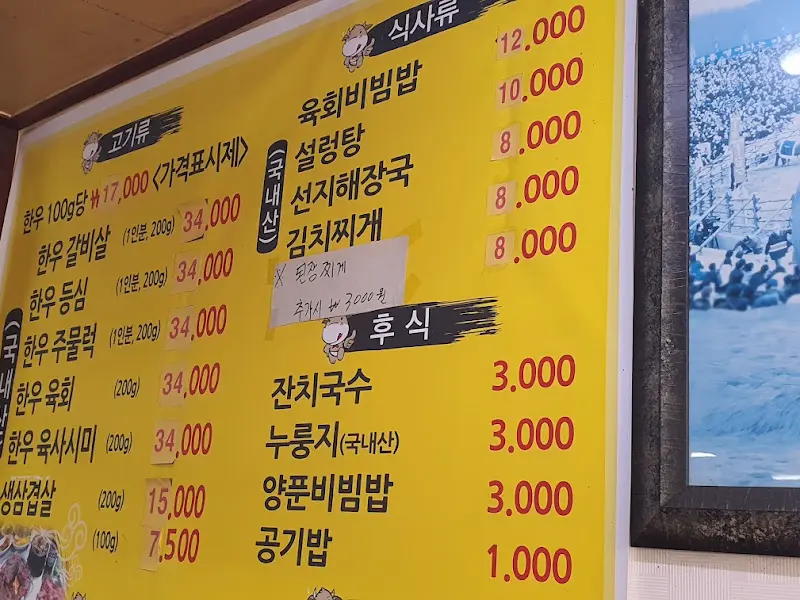 고기류
한우 100g당 ₩17,000 <가격표시제>
(국내산)
한우 갈비살 (1인분, 200g) 34,000
한우 등심 (1인분, 200g) 34,000
한우 주물럭 (1인분, 200g) 34,000
한우 육회 (200g) 34,000
한우 육사시미 (200g) 34,000
생삼겹살 (200g) 15,000
(100g) 7,500
식사류
(국내산)
육회비빔밥 12.000
설렁탕 10.000
선지해장국 8.000
김치찌개 8.000
8.000
※ 된장찌게
추가시 ₩ 3000원
후식
잔치국수 3.000
누룽지(국내산) 3.000
양푼비빔밥 3.000
공기밥 1.000